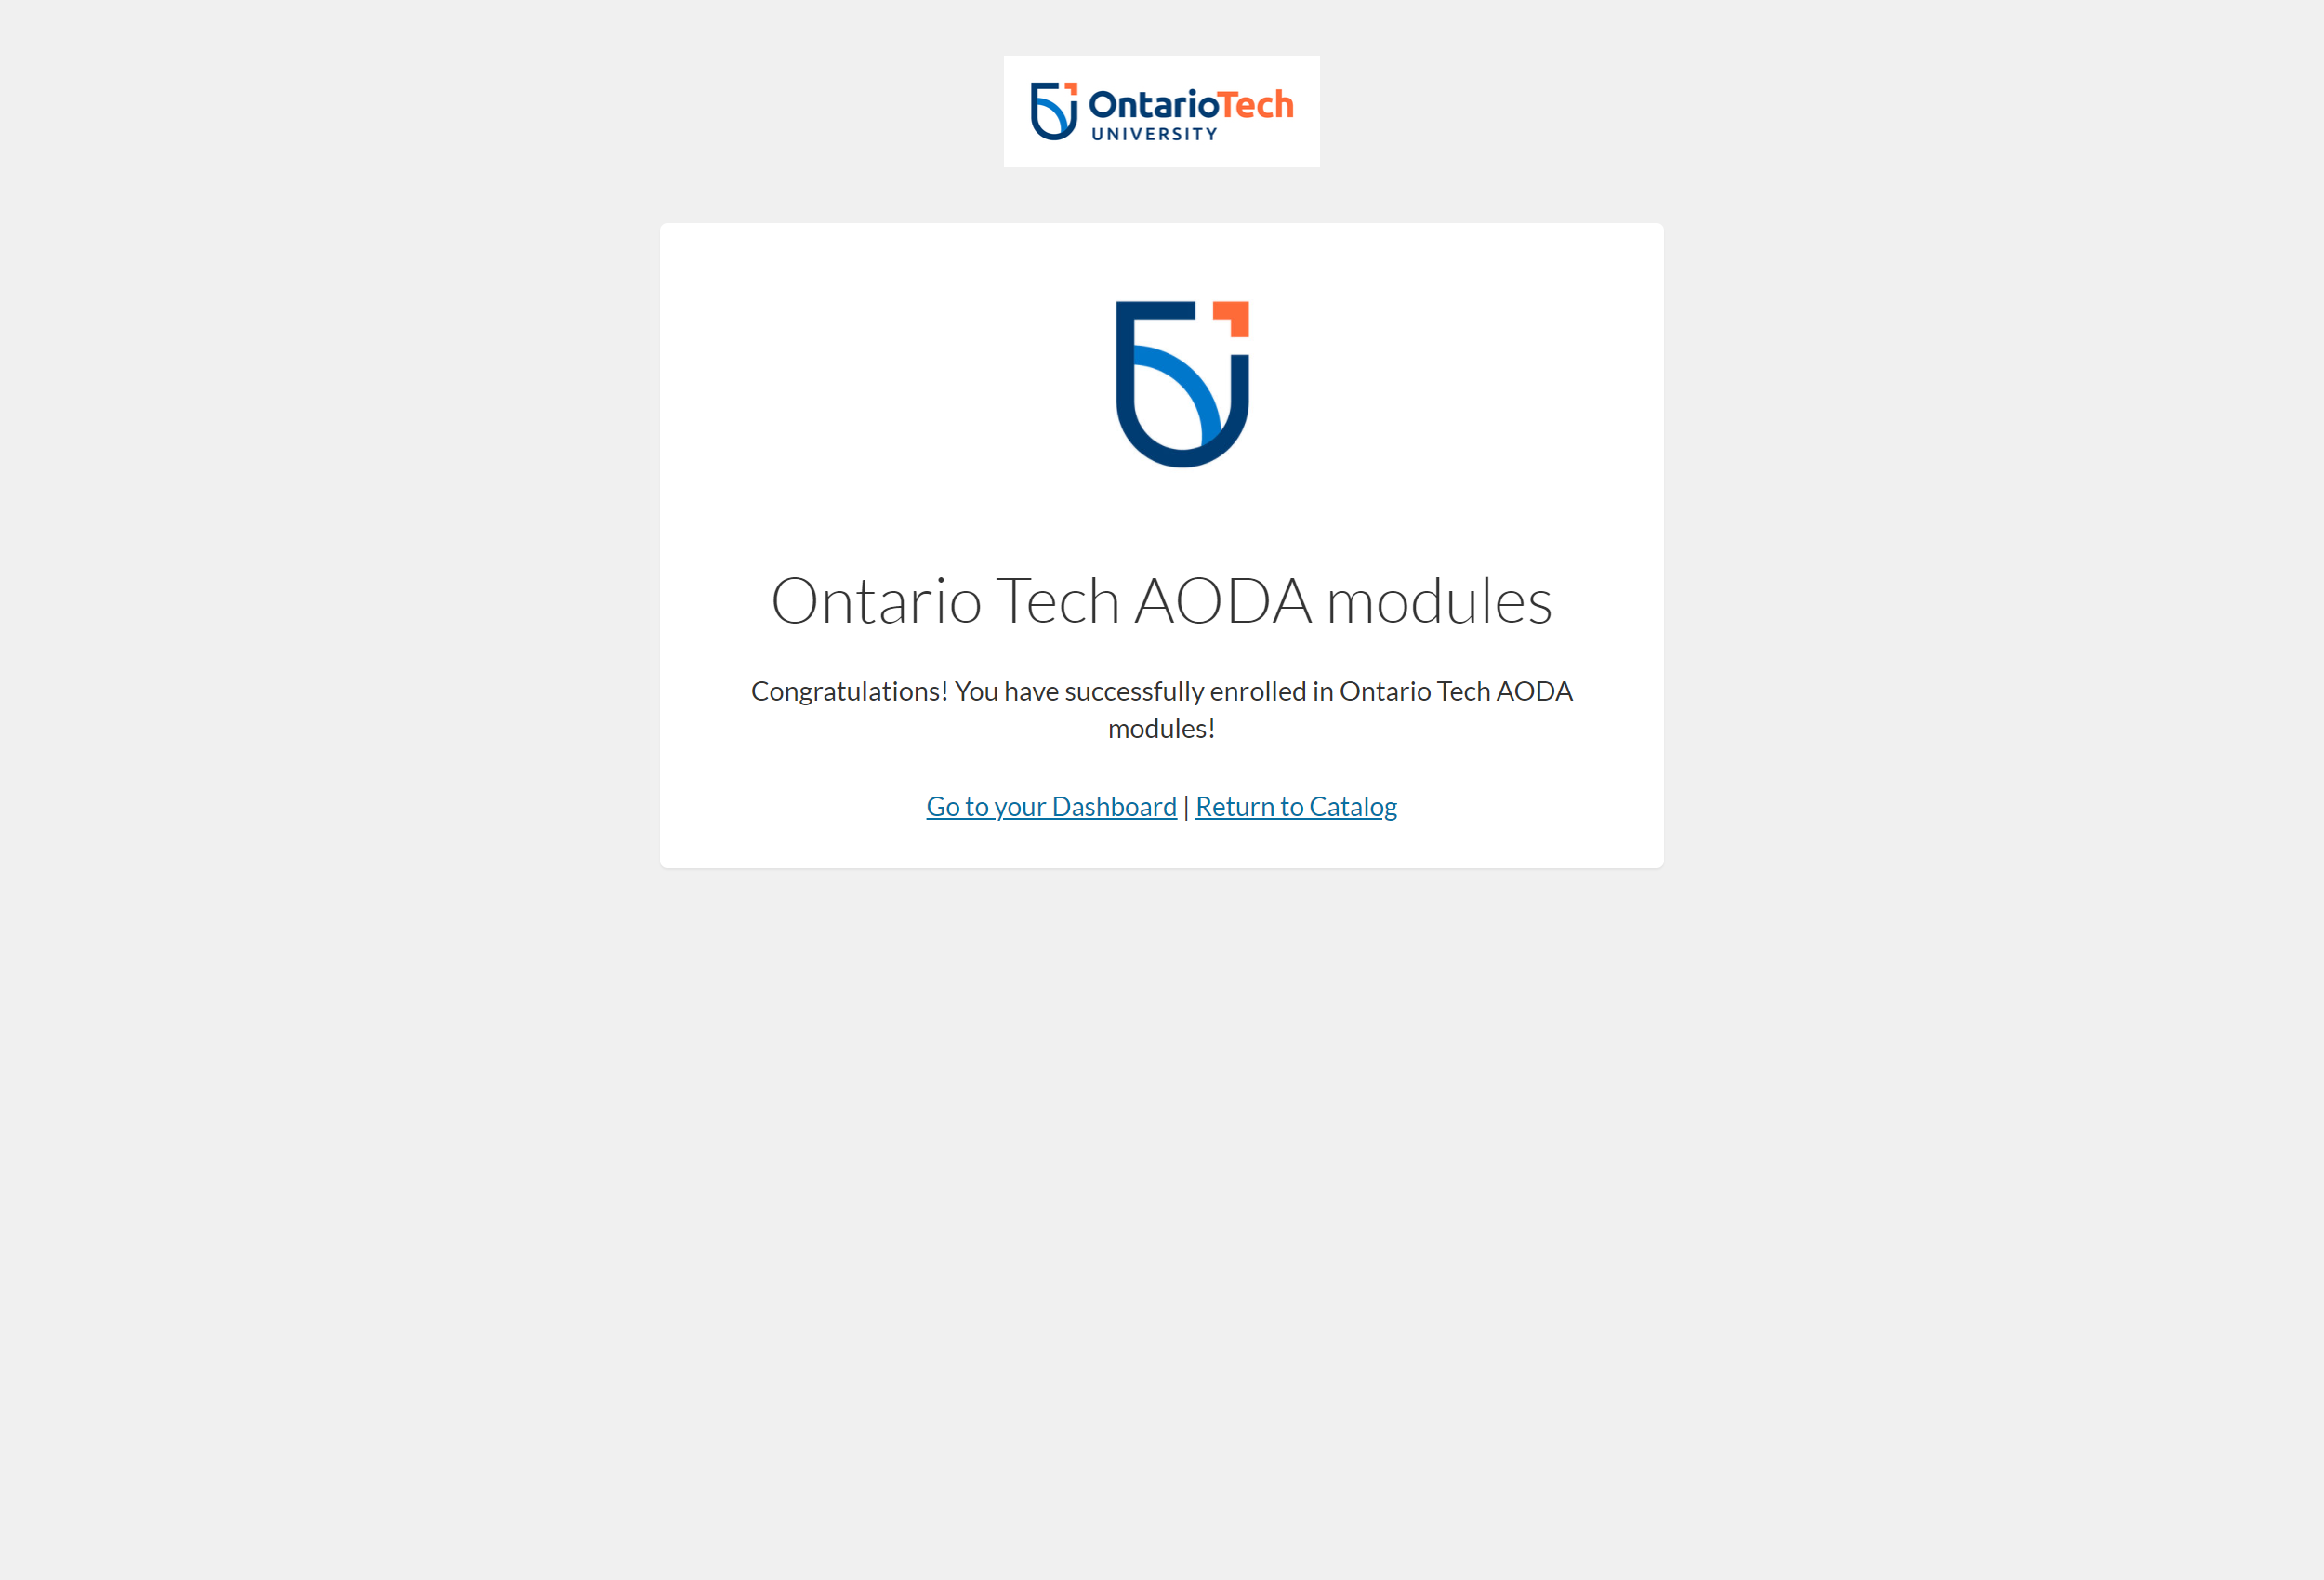 OntarioTech
UNIVERSITY
Ontario Tech AODA modules
Congratulations! You have successfully enrolled in Ontario Tech AODA
modules!
Go to your Dashboard | Return to Catalog